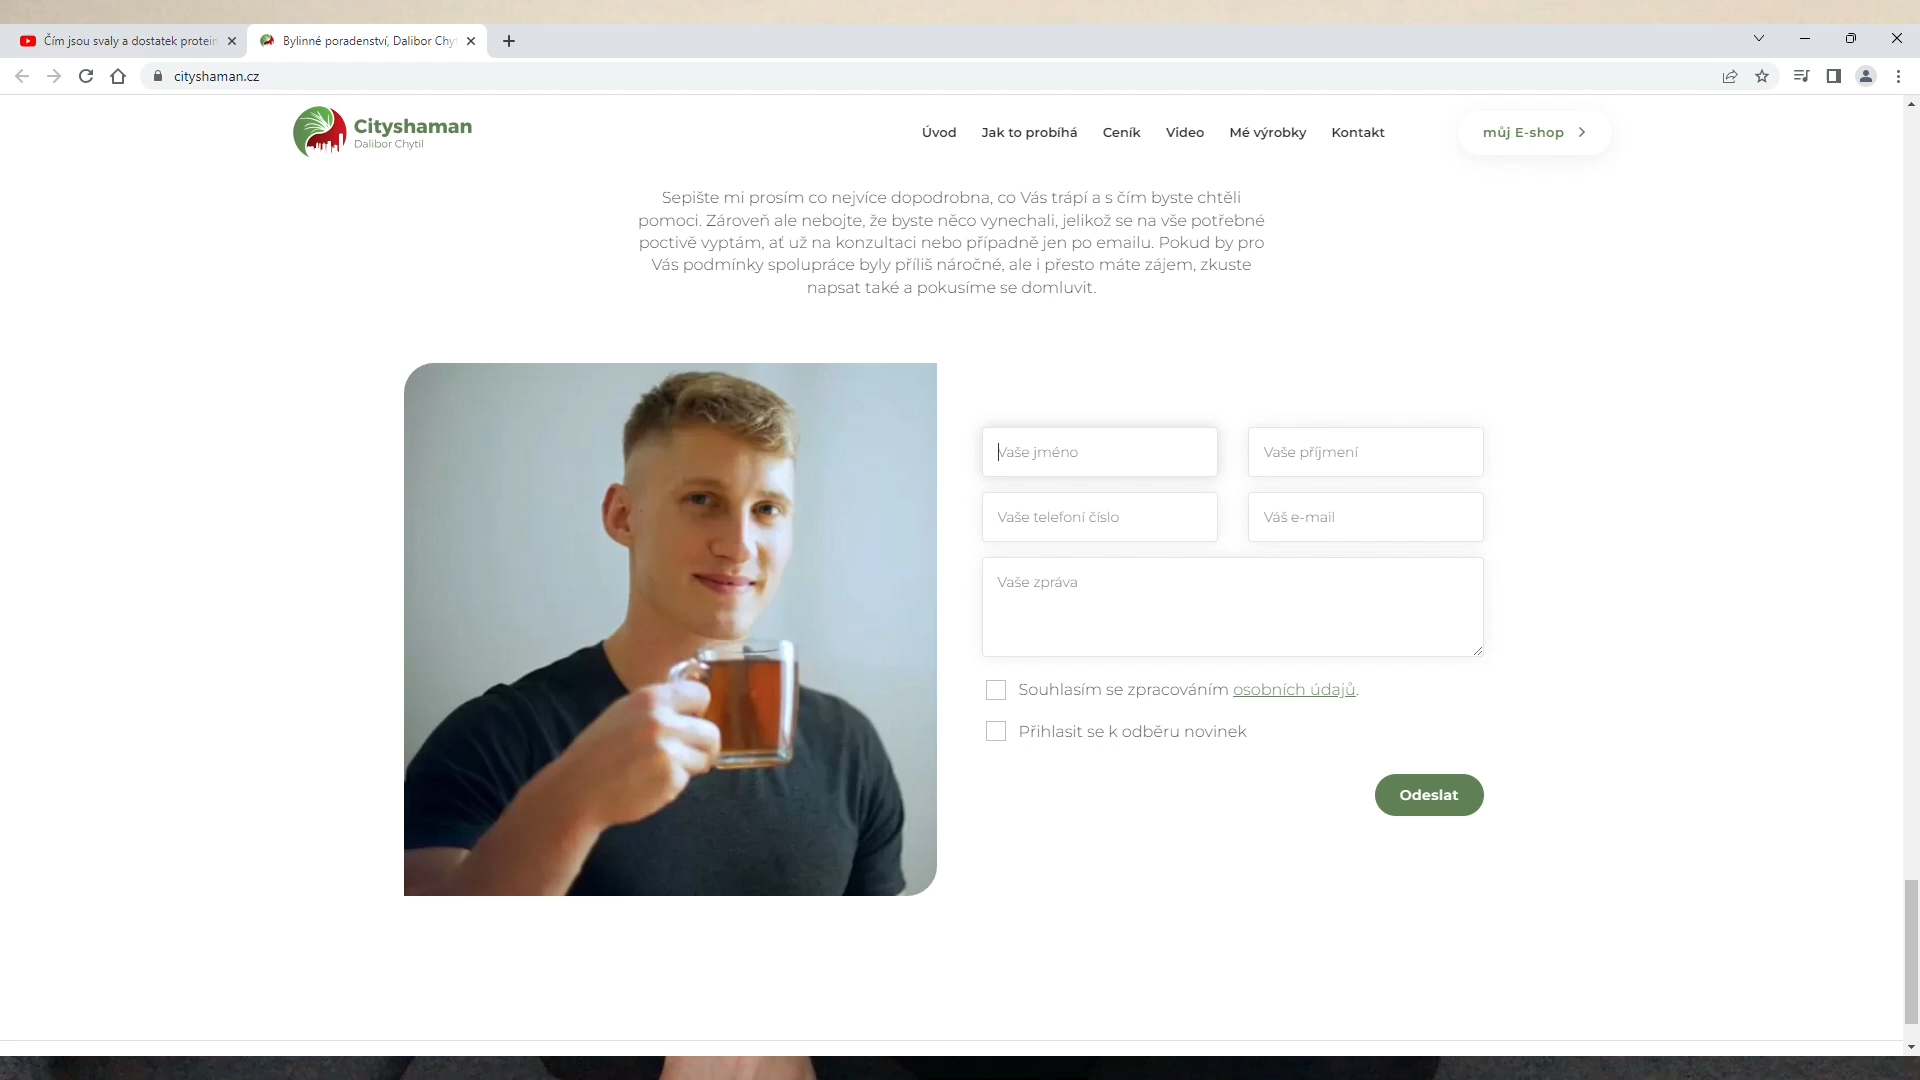 Čím jsou svaly a dostatek protein
Bylinné poradenství, Dalibor Chyt
cityshaman.cz
Cityshaman
Dalibor Chytil
Úvod
Jak to probíhá
Ceník
Video
Mé výrobky
Kontakt
můj E-shop
Sepište mi prosím co nejvíce dopodrobna, co Vás trápí a s čím byste chtěli
pomoci. Zároveň ale nebojte, že byste něco vynechali, jelikož se na vše potřebné
poctivě vyptám, ať už na konzultaci nebo případně jen po emailu. Pokud by pro
Vás podmínky spolupráce byly příliš náročné, ale i přesto máte zájem, zkuste
napsat také a pokusíme se domluvit.
Vaše jméno
Vaše příjmení
Vaše telefoní číslo
Váš e-mail
Vaše zpráva
Souhlasím se zpracováním osobních údajů.
Přihlasit se k odběru novinek
Odeslat